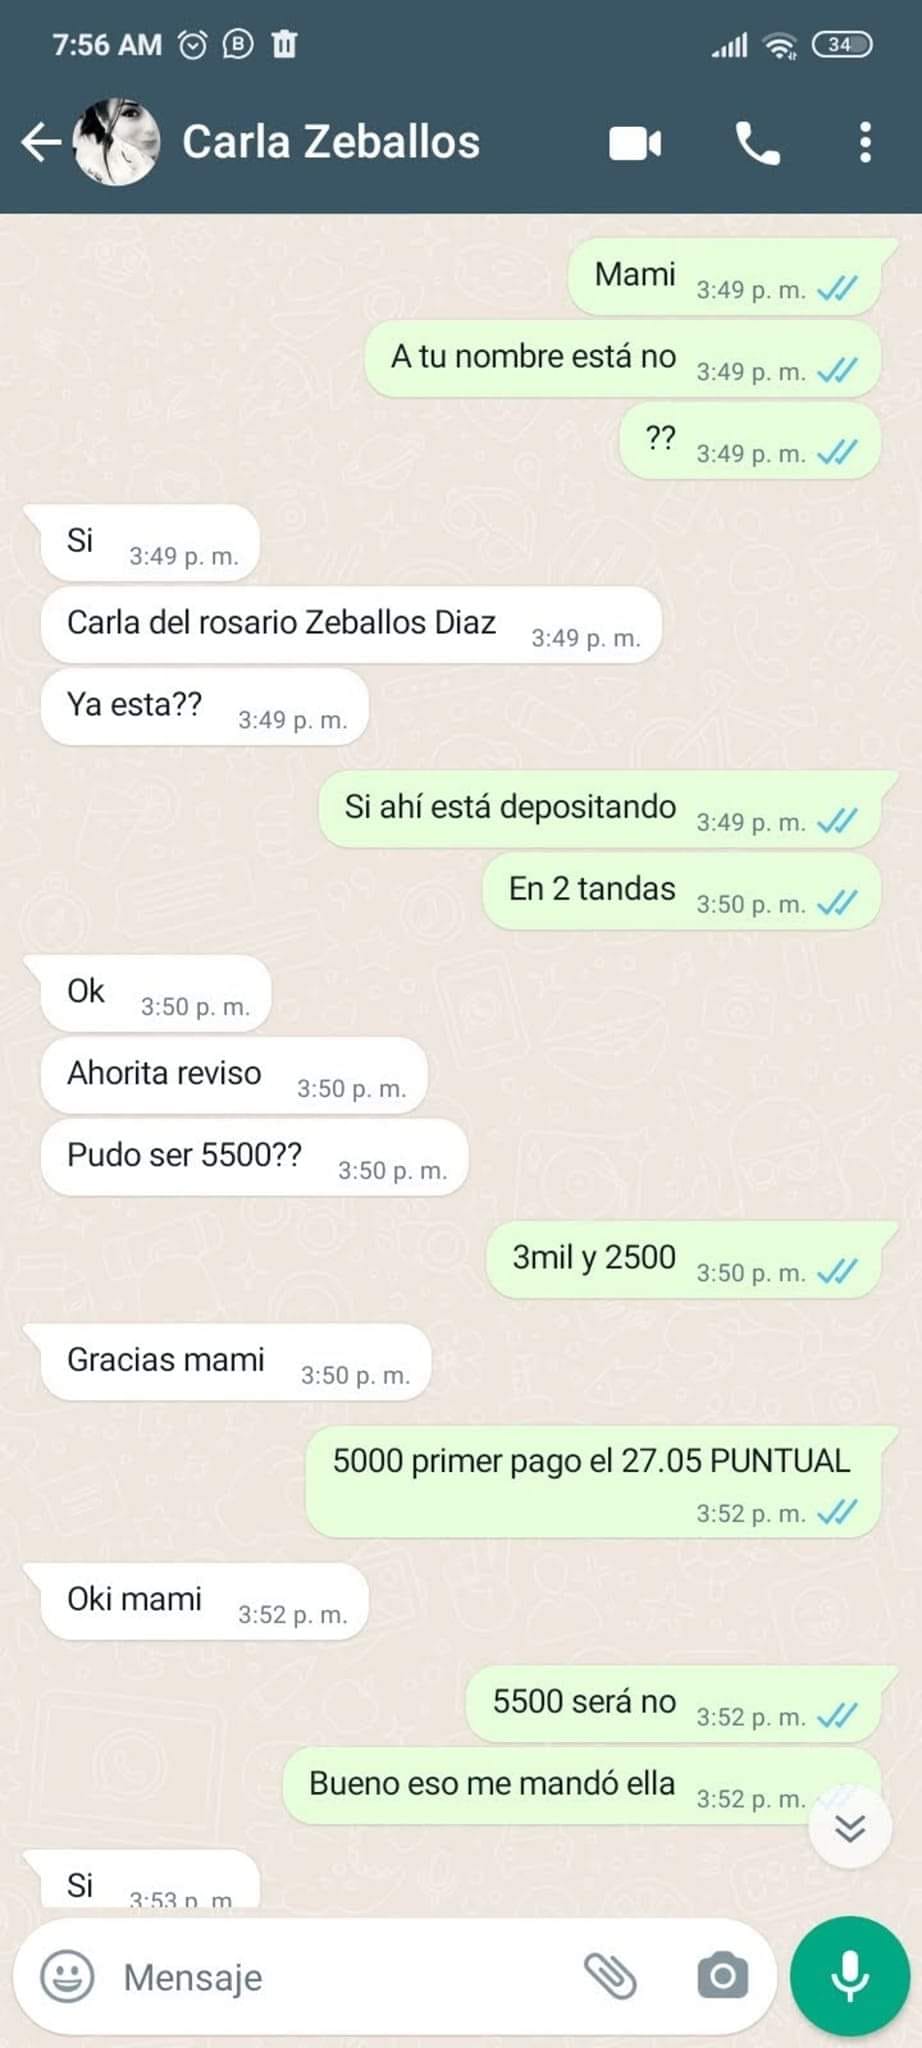 7:56 AM
34
Carla Zeballos
Mami 3:49 p. m.
A tu nombre está no 3:49 p. m.
?? 3:49 p. m.
Si 3:49 p. m.
Carla del rosario Zeballos Diaz 3:49 p. m.
Ya esta?? 3:49 p. m.
Si ahí está depositando 3:49 p. m.
En 2 tandas 3:50 p. m.
Ok 3:50 p. m.
Ahorita reviso 3:50 p. m.
Pudo ser 5500?? 3:50 p. m.
3mil y 2500 3:50 p. m.
Gracias mami 3:50 p. m.
5000 primer pago el 27.05 PUNTUAL
3:52 p. m.
Oki mami 3:52 p. m.
5500 será no 3:52 p. m.
Bueno eso me mandó ella 3:52 p. m.
Si 3:53 p. m.
Mensaje